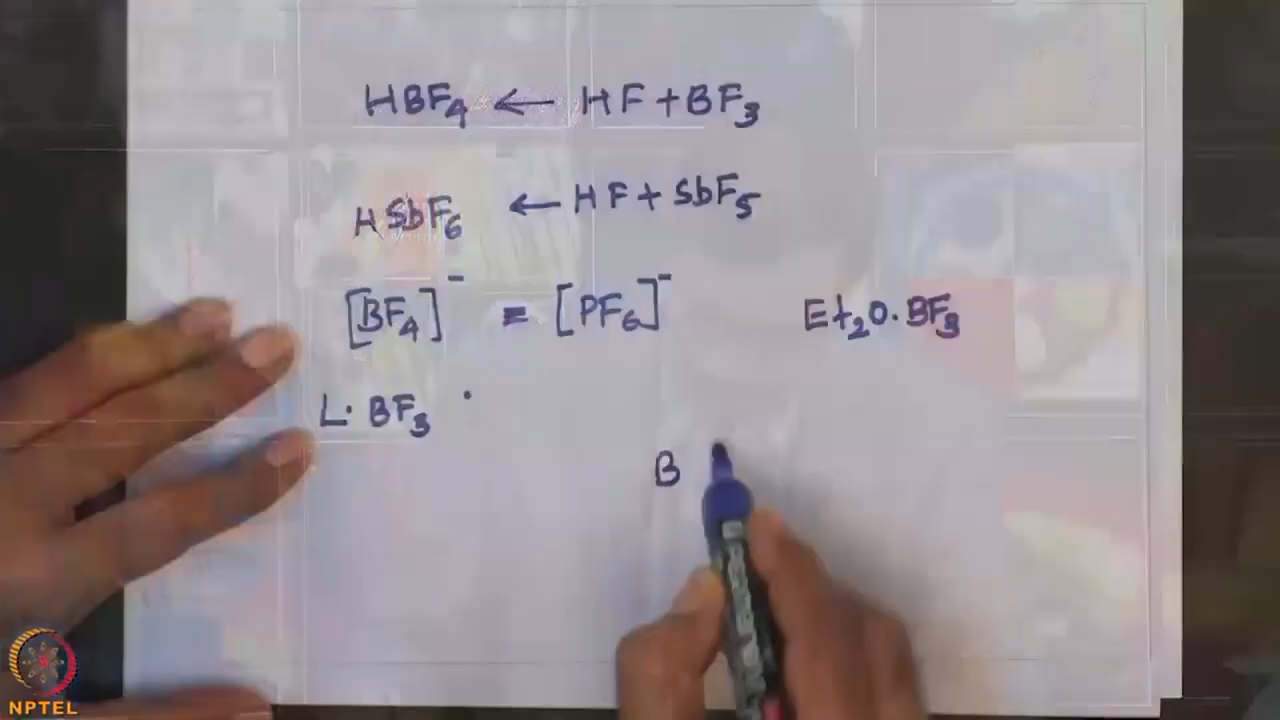 HBF₄ ← HF + BF₃
HSbF₆ ← HF + SbF₅
[BF₄]⁻ = [PF₆]⁻ Et₂O·BF₃
L· BF₃ ·
B
NPTEL